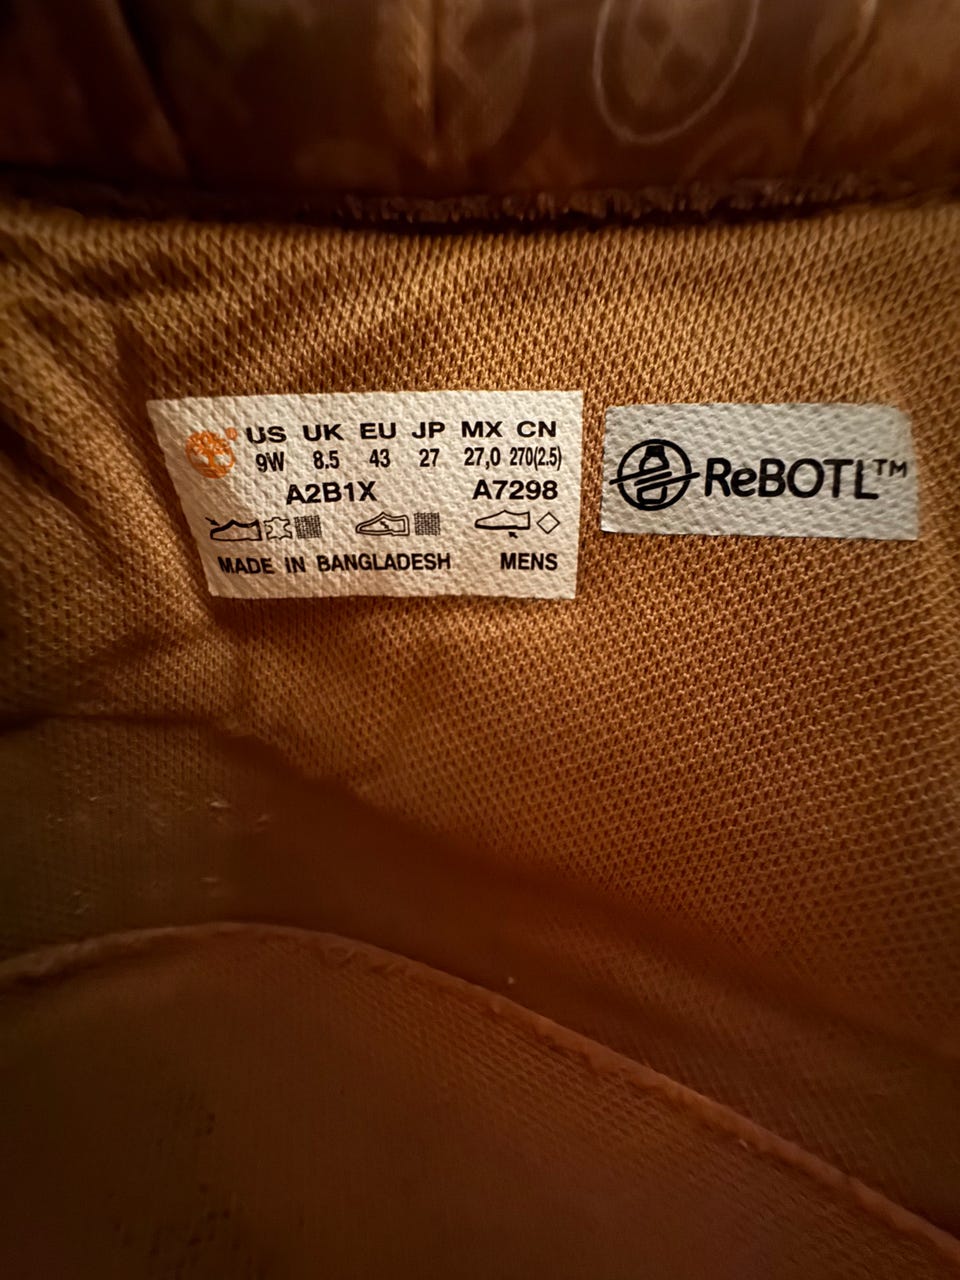 US UK EU JP MX CN
9W 8.5 43 27 27,0 270(2.5)
A2B1X A7298
MADE IN BANGLADESH MENS
ReBOTL™